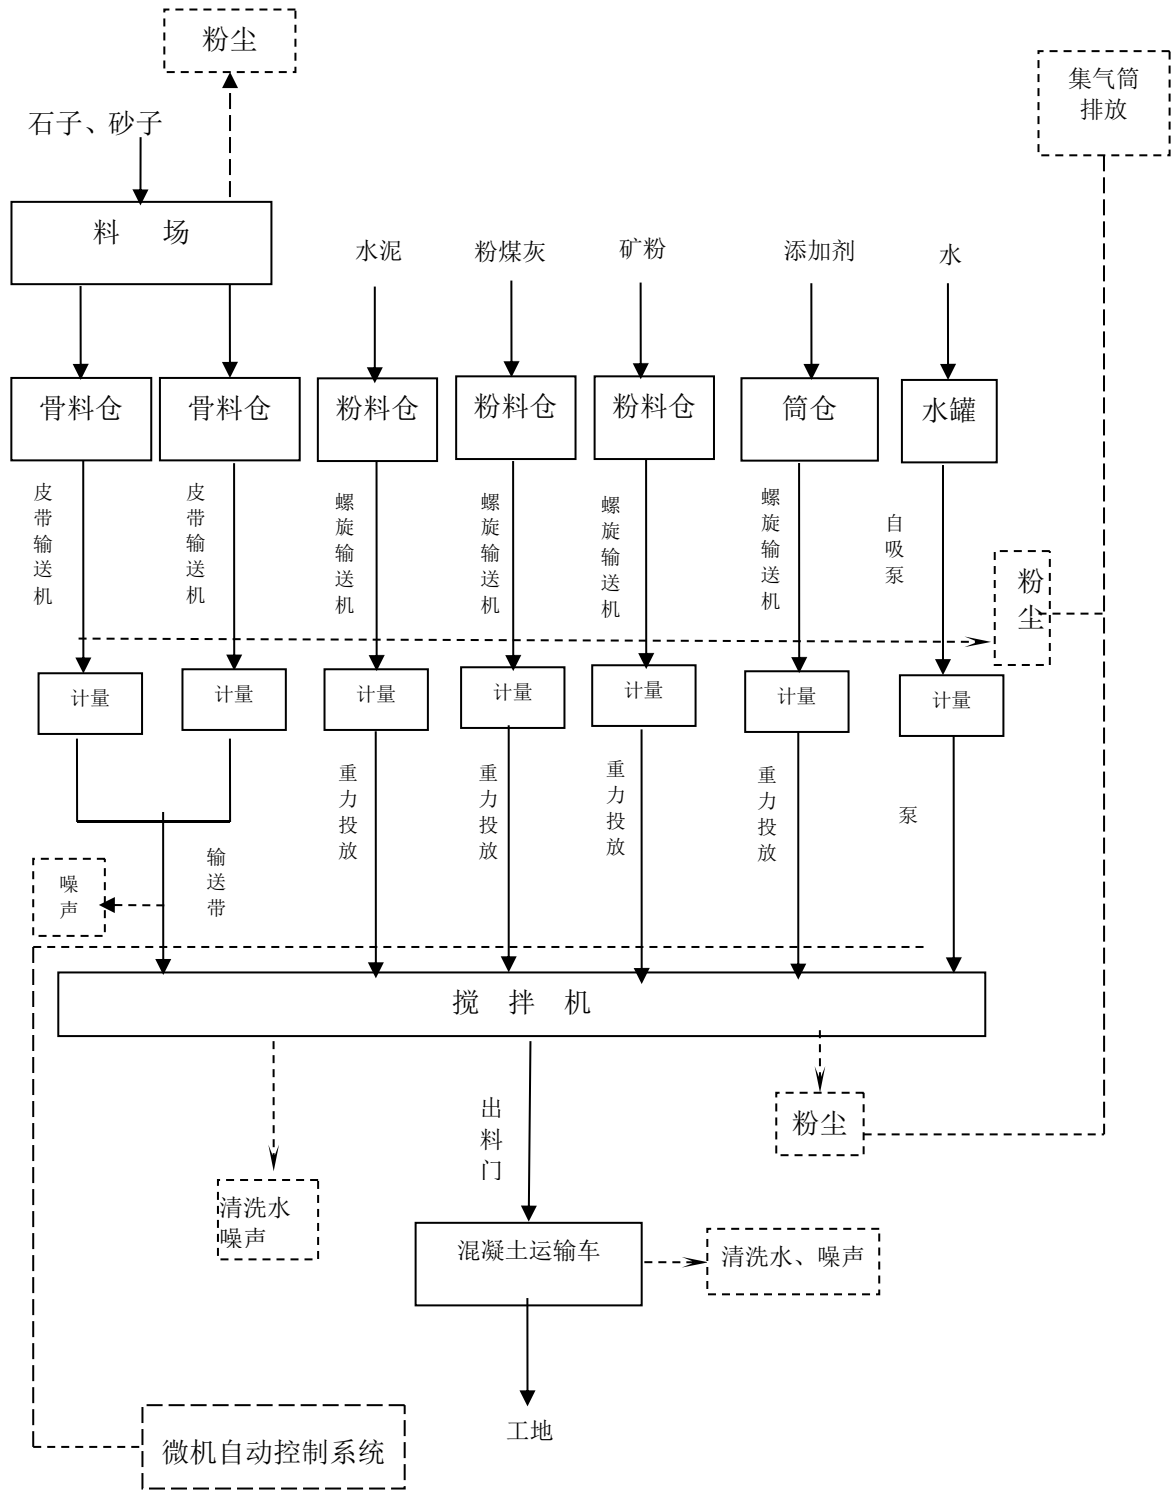 粉尘
集气筒
排放
石子、砂子
料 场
水泥
粉煤灰
矿粉
添加剂
水
骨料仓
骨料仓
粉料仓
粉料仓
粉料仓
筒仓
水罐
皮带输送机
皮带输送机
螺旋输送机
螺旋输送机
螺旋输送机
螺旋输送机
自吸泵
粉尘
计量
计量
计量
计量
计量
计量
计量
重力投放
重力投放
重力投放
重力投放
泵
输送带
噪声
搅 拌 机
出料门
粉尘
清洗水
噪声
混凝土运输车
清洗水、噪声
工地
微机自动控制系统